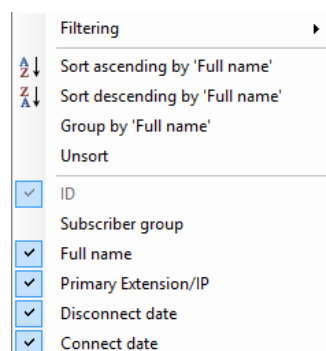 Filtering
Sort ascending by 'Full name'
Sort descending by 'Full name'
Group by 'Full name'
Unsort
ID
Subscriber group
Full name
Primary Extension/IP
Disconnect date
Connect date